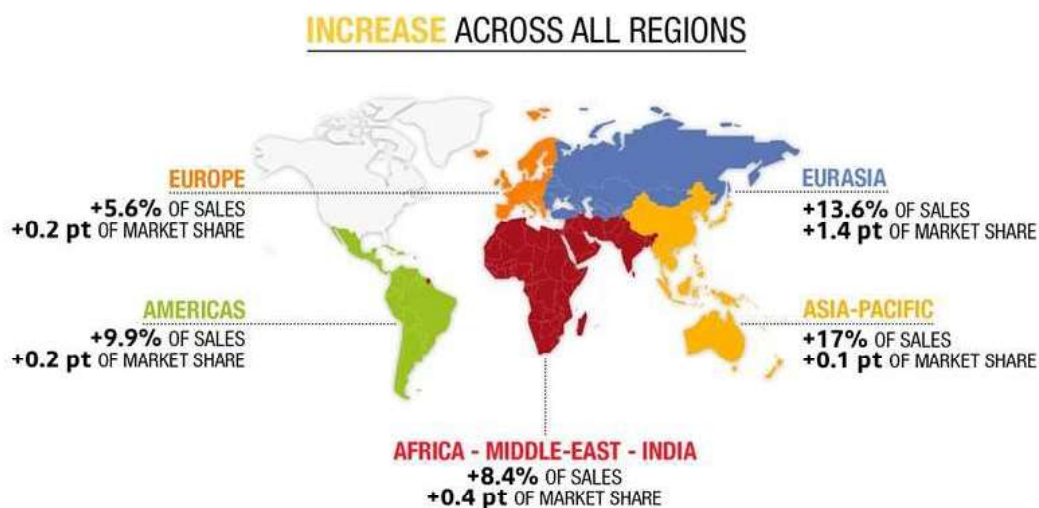 INCREASE ACROSS ALL REGIONS
EUROPE
+5.6% OF SALES
+0.2 pt OF MARKET SHARE
EURASIA
+13.6% OF SALES
+1.4 pt OF MARKET SHARE
AMERICAS
+9.9% OF SALES
+0.2 pt OF MARKET SHARE
ASIA-PACIFIC
+17% OF SALES
+0.1 pt OF MARKET SHARE
AFRICA - MIDDLE-EAST - INDIA
+8.4% OF SALES
+0.4 pt OF MARKET SHARE